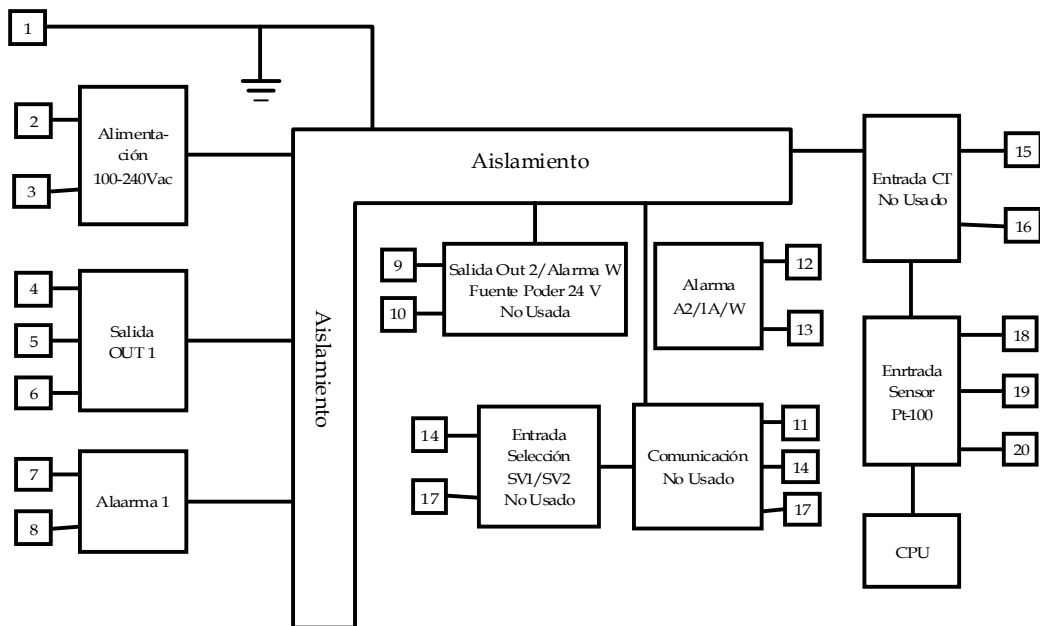 1
2
3
Alimenta-
ción
100-240Vac
4
5
6
Salida
OUT 1
7
8
Alaarma 1
Aislamiento
Aislamiento
9
10
Salida Out 2/Alarma W
Fuente Poder 24 V
No Usada
Alarma
A2/1A/W
12
13
14
17
Entrada
Selección
SV1/SV2
No Usado
Comunicación
No Usado
11
14
17
Entrada CT
No Usado
15
16
Enrtrada
Sensor
Pt-100
18
19
20
CPU